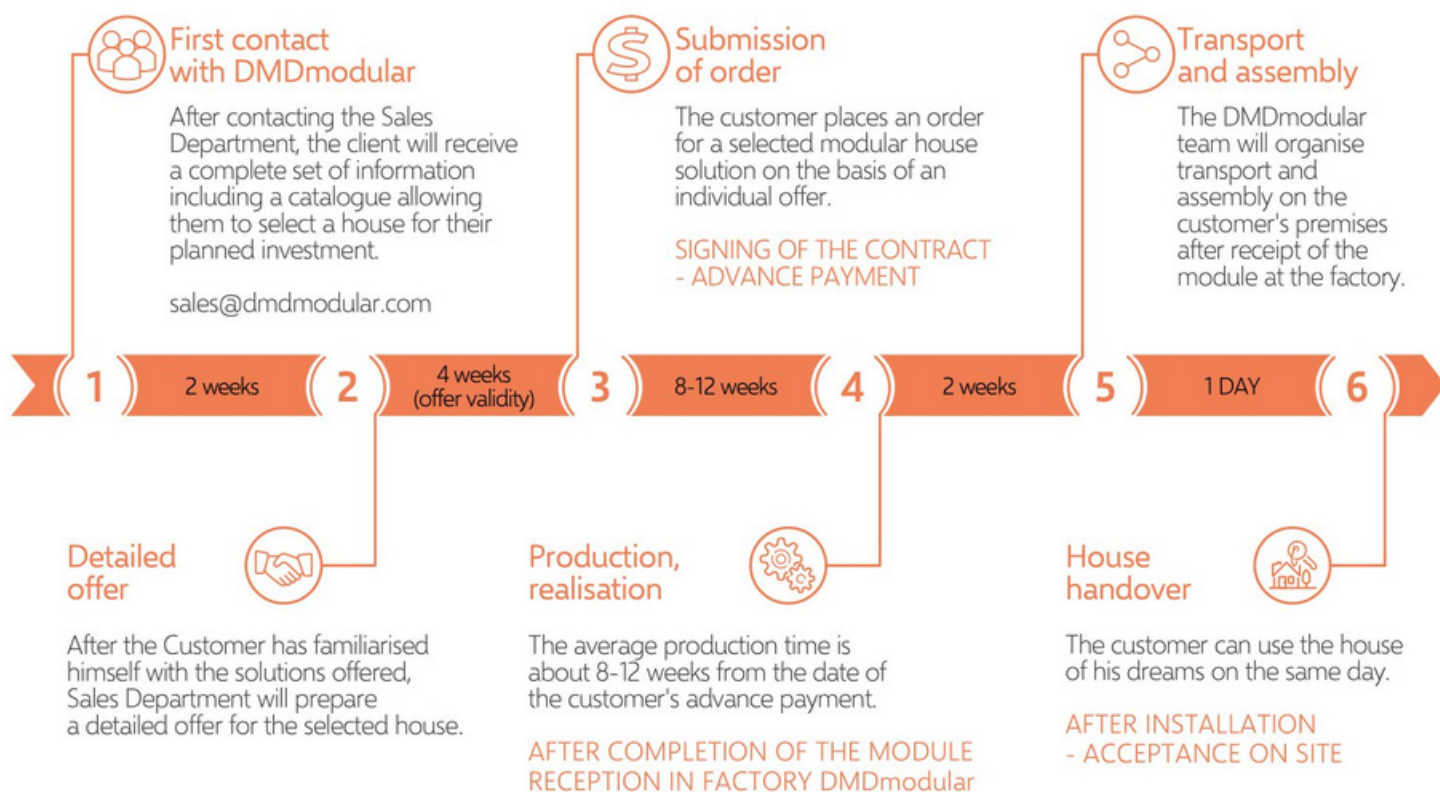 First contact
with DMDmodular
After contacting the Sales
Department, the client will receive
a complete set of information
including a catalogue allowing
them to select a house for their
planned investment.
sales@dmdmodular.com
Submission
of order
The customer places an order
for a selected modular house
solution on the basis of an
individual offer.
SIGNING OF THE CONTRACT
- ADVANCE PAYMENT
Transport
and assembly
The DMDmodular
team will organise
transport and
assembly on the
customer's premises
after receipt of the
module at the factory.
1
2 weeks
2
4 weeks
(offer validity)
3
8-12 weeks
4
2 weeks
5
1 DAY
6
Detailed
offer
After the Customer has familiarised
himself with the solutions offered,
Sales Department will prepare
a detailed offer for the selected house.
Production,
realisation
The average production time is
about 8-12 weeks from the date of
the customer's advance payment.
AFTER COMPLETION OF THE MODULE
RECEPTION IN FACTORY DMDmodular
House
handover
The customer can use the house
of his dreams on the same day.
AFTER INSTALLATION
- ACCEPTANCE ON SITE